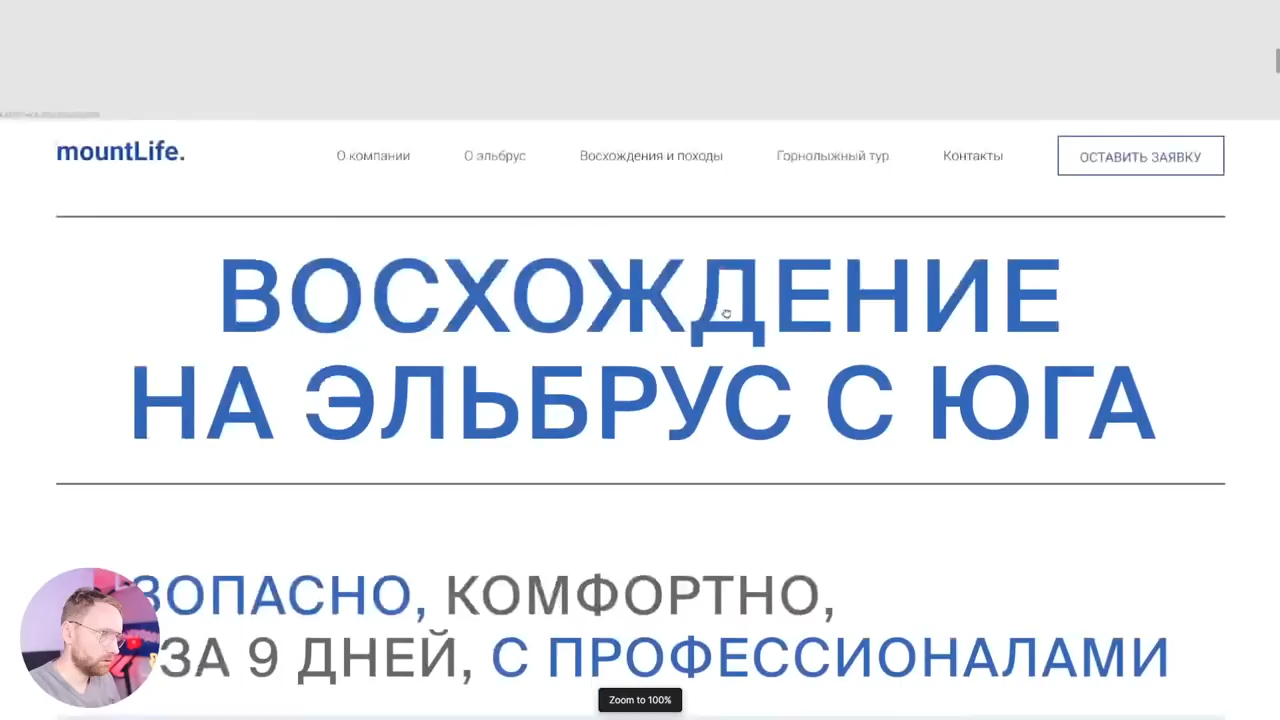 mountLife.
О компании
О эльбрус
Восхождения и походы
Горнолыжный тур
Контакты
ОСТАВИТЬ ЗАЯВКУ
ВОСХОЖДЕНИЕ
НА ЭЛЬБРУС С ЮГА
КОМФОРТНО,
ЗА 9 ДНЕЙ, С ПРОФЕССИОНАЛАМИ
Zoom to 100%